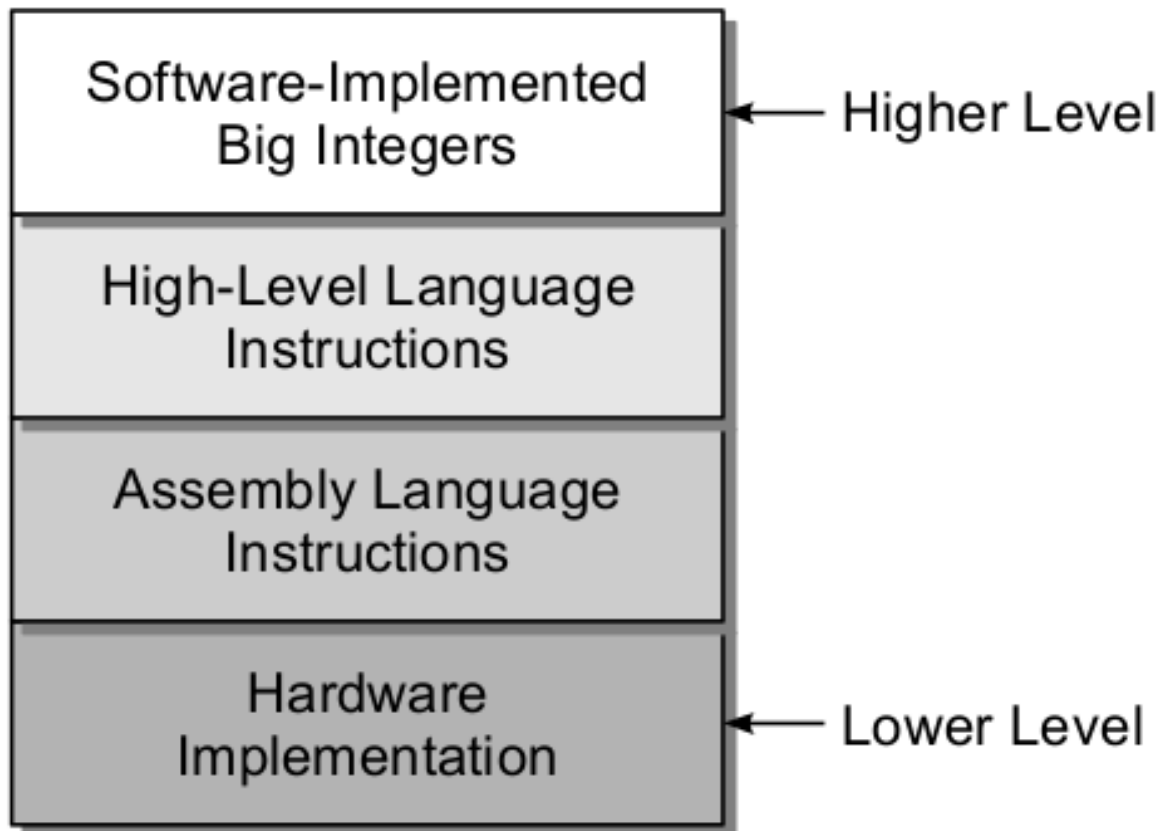 Software-Implemented
Big Integers
Higher Level
High-Level Language
Instructions
Assembly Language
Instructions
Hardware
Implementation
Lower Level